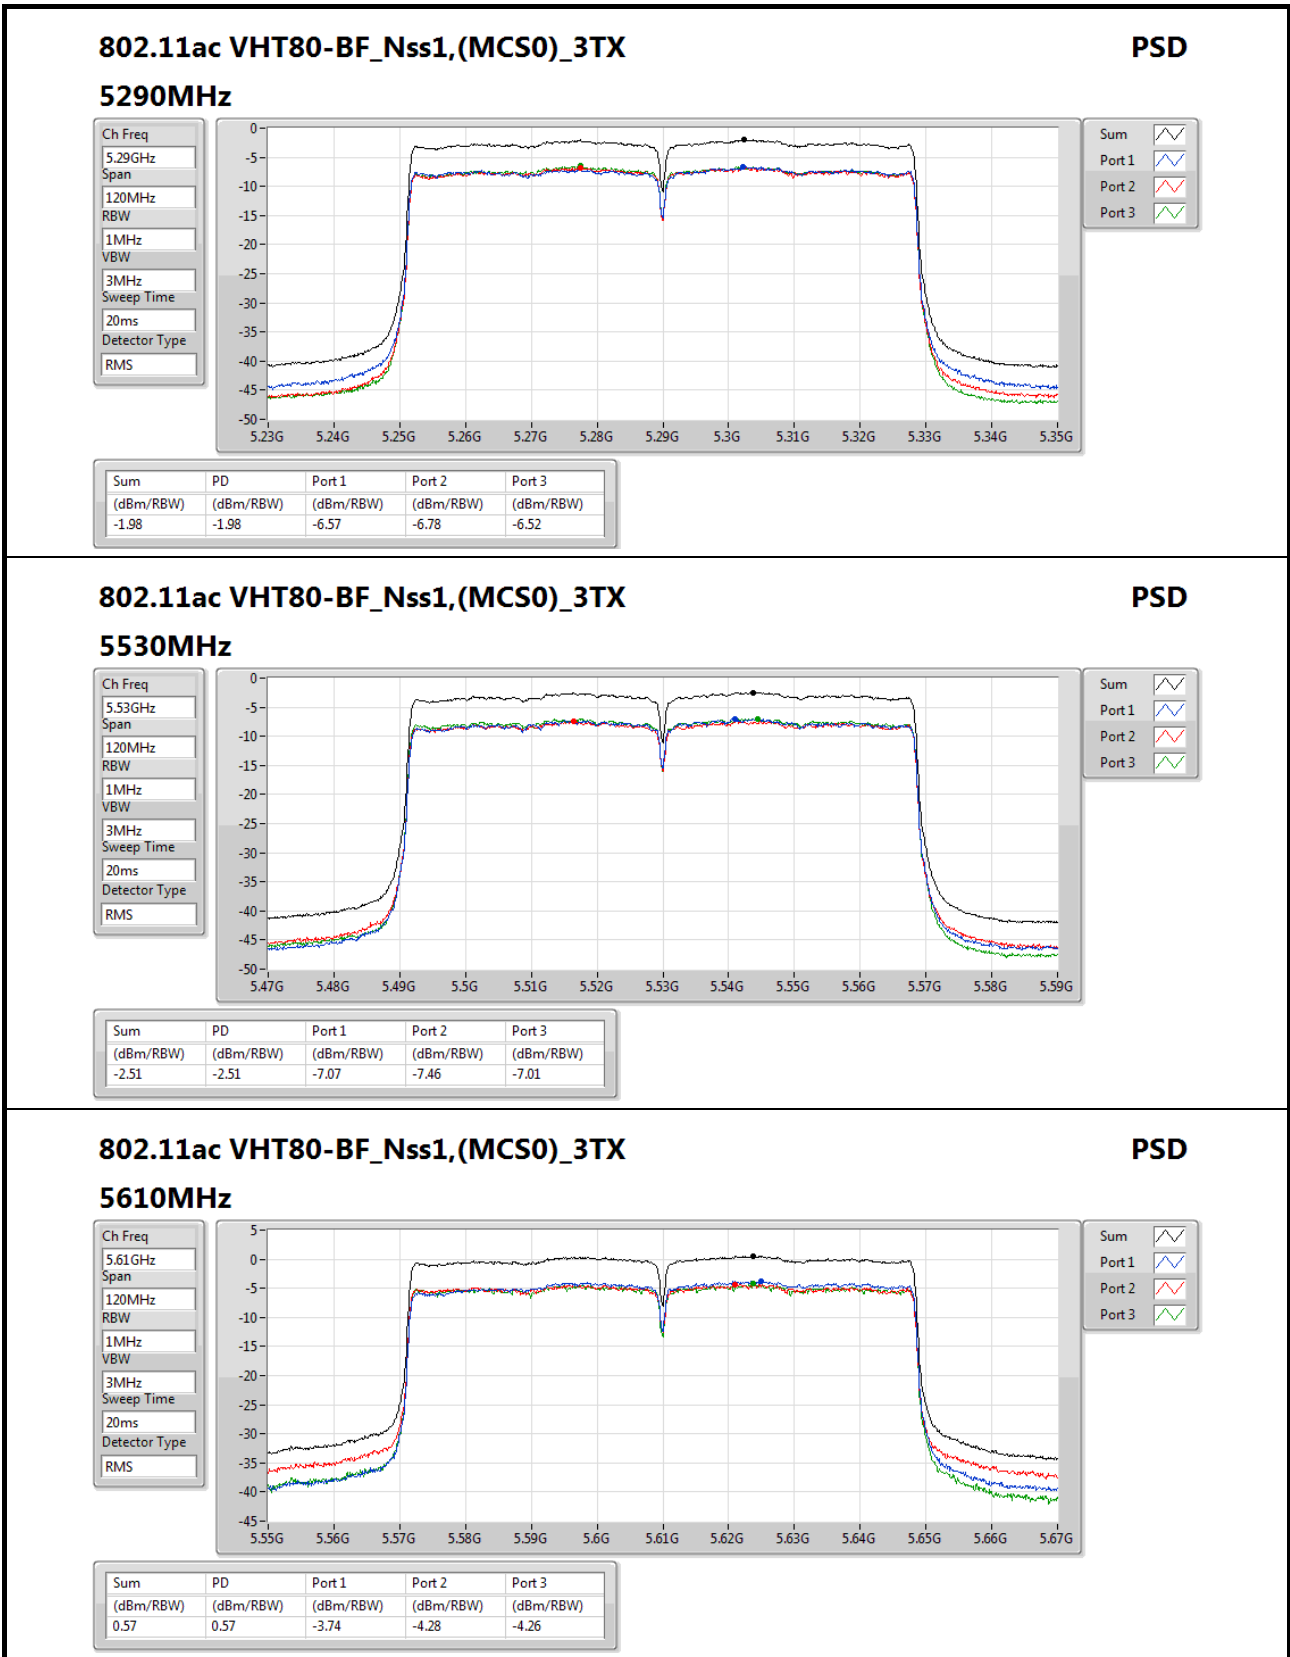 802.11ac VHT80-BF_Nss1,(MCS0)_3TX PSD
5290MHz
Ch Freq
5.29GHz
Span
120MHz
RBW
1MHz
VBW
3MHz
Sweep Time
20ms
Detector Type
RMS
0
-5
-10
-15
-20
-25
-30
-35
-40
-45
-50
5.23G 5.24G 5.25G 5.26G 5.27G 5.28G 5.29G 5.3G 5.31G 5.32G 5.33G 5.34G 5.35G
Sum
Port 1
Port 2
Port 3
Sum PD Port 1 Port 2 Port 3
(dBm/RBW) (dBm/RBW) (dBm/RBW) (dBm/RBW) (dBm/RBW)
-1.98 -1.98 -6.57 -6.78 -6.52
802.11ac VHT80-BF_Nss1,(MCS0)_3TX PSD
5530MHz
Ch Freq
5.53GHz
Span
120MHz
RBW
1MHz
VBW
3MHz
Sweep Time
20ms
Detector Type
RMS
0
-5
-10
-15
-20
-25
-30
-35
-40
-45
-50
5.47G 5.48G 5.49G 5.5G 5.51G 5.52G 5.53G 5.54G 5.55G 5.56G 5.57G 5.58G 5.59G
Sum
Port 1
Port 2
Port 3
Sum PD Port 1 Port 2 Port 3
(dBm/RBW) (dBm/RBW) (dBm/RBW) (dBm/RBW) (dBm/RBW)
-2.51 -2.51 -7.07 -7.46 -7.01
802.11ac VHT80-BF_Nss1,(MCS0)_3TX PSD
5610MHz
Ch Freq
5.61GHz
Span
120MHz
RBW
1MHz
VBW
3MHz
Sweep Time
20ms
Detector Type
RMS
5
0
-5
-10
-15
-20
-25
-30
-35
-40
-45
5.55G 5.56G 5.57G 5.58G 5.59G 5.6G 5.61G 5.62G 5.63G 5.64G 5.65G 5.66G 5.67G
Sum
Port 1
Port 2
Port 3
Sum PD Port 1 Port 2 Port 3
(dBm/RBW) (dBm/RBW) (dBm/RBW) (dBm/RBW) (dBm/RBW)
0.57 0.57 -3.74 -4.28 -4.26